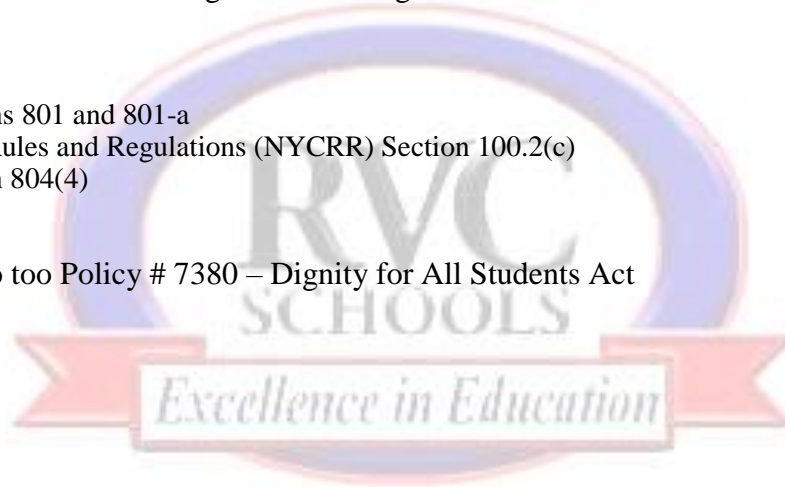 s 801 and 801-a
ules and Regulations (NYCRR) Section 100.2(c)
804(4)
RVC
too Policy # 7380 – Dignity for All Students Act
SCHOOLS
Excellence in Education